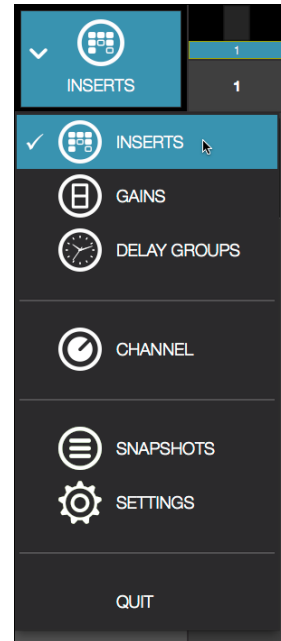 1
INSERTS
1
INSERTS
GAINS
DELAY GROUPS
CHANNEL
SNAPSHOTS
SETTINGS
QUIT